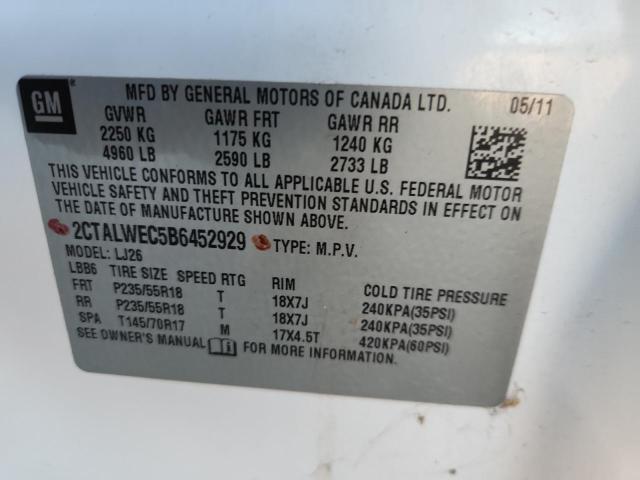 GM
MFD BY GENERAL MOTORS OF CANADA LTD. 05/11
GVWR GAWR FRT GAWR RR
2250 KG 1175 KG 1240 KG
4960 LB 2590 LB 2733 LB
THIS VEHICLE CONFORMS TO ALL APPLICABLE U.S. FEDERAL MOTOR
VEHICLE SAFETY AND THEFT PREVENTION STANDARDS IN EFFECT ON
THE DATE OF MANUFACTURE SHOWN ABOVE.
2CTALWEC5B6452929 TYPE: M.P.V.
MODEL: LJ26
LBB6 TIRE SIZE SPEED RTG RIM COLD TIRE PRESSURE
FRT P235/55R18 T 18X7J 240KPA(35PSI)
RR P235/55R18 T 18X7J 240KPA(35PSI)
SPA T145/70R17 M 17X4.5T 420KPA(60PSI)
SEE OWNER'S MANUAL FOR MORE INFORMATION.